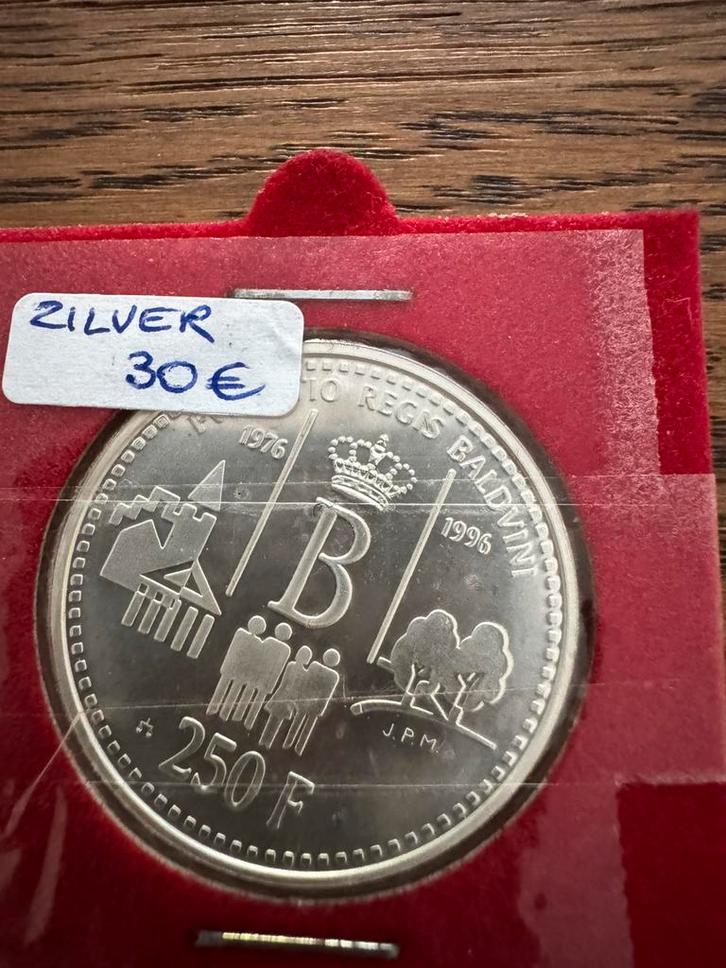 ZILVER
30€
REGIS BALDVINI
1976
1996
B
J.P.M.
250 F